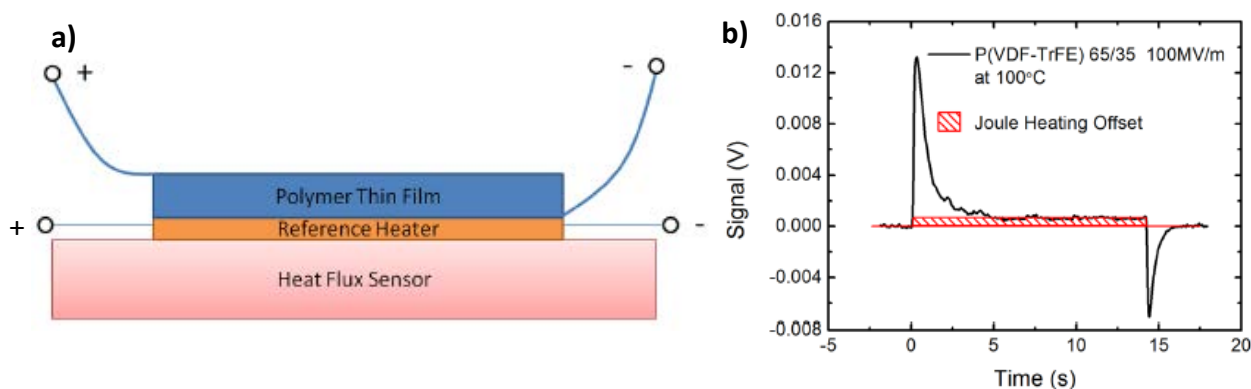 a)
+
-
Polymer Thin Film
+
Reference Heater
-
Heat Flux Sensor
b)
0.016
0.012
0.008
0.004
0.000
-0.004
-0.008
Signal (V)
P(VDF-TrFE) 65/35 100MV/m
at 100°C
Joule Heating Offset
-5
0
5
10
15
20
Time (s)